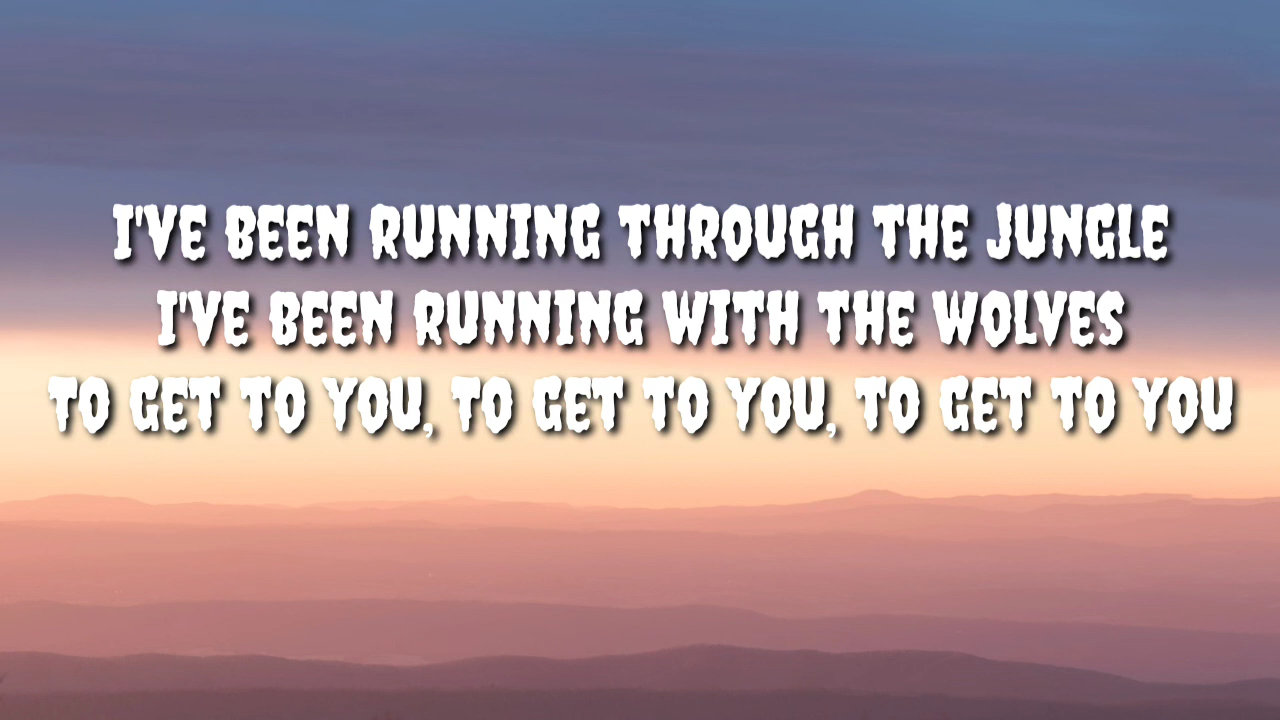 I'VE BEEN RUNNING THROUGH THE JUNGLE
I'VE BEEN RUNNING WITH THE WOLVES
TO GET TO YOU, TO GET TO YOU, TO GET TO YOU